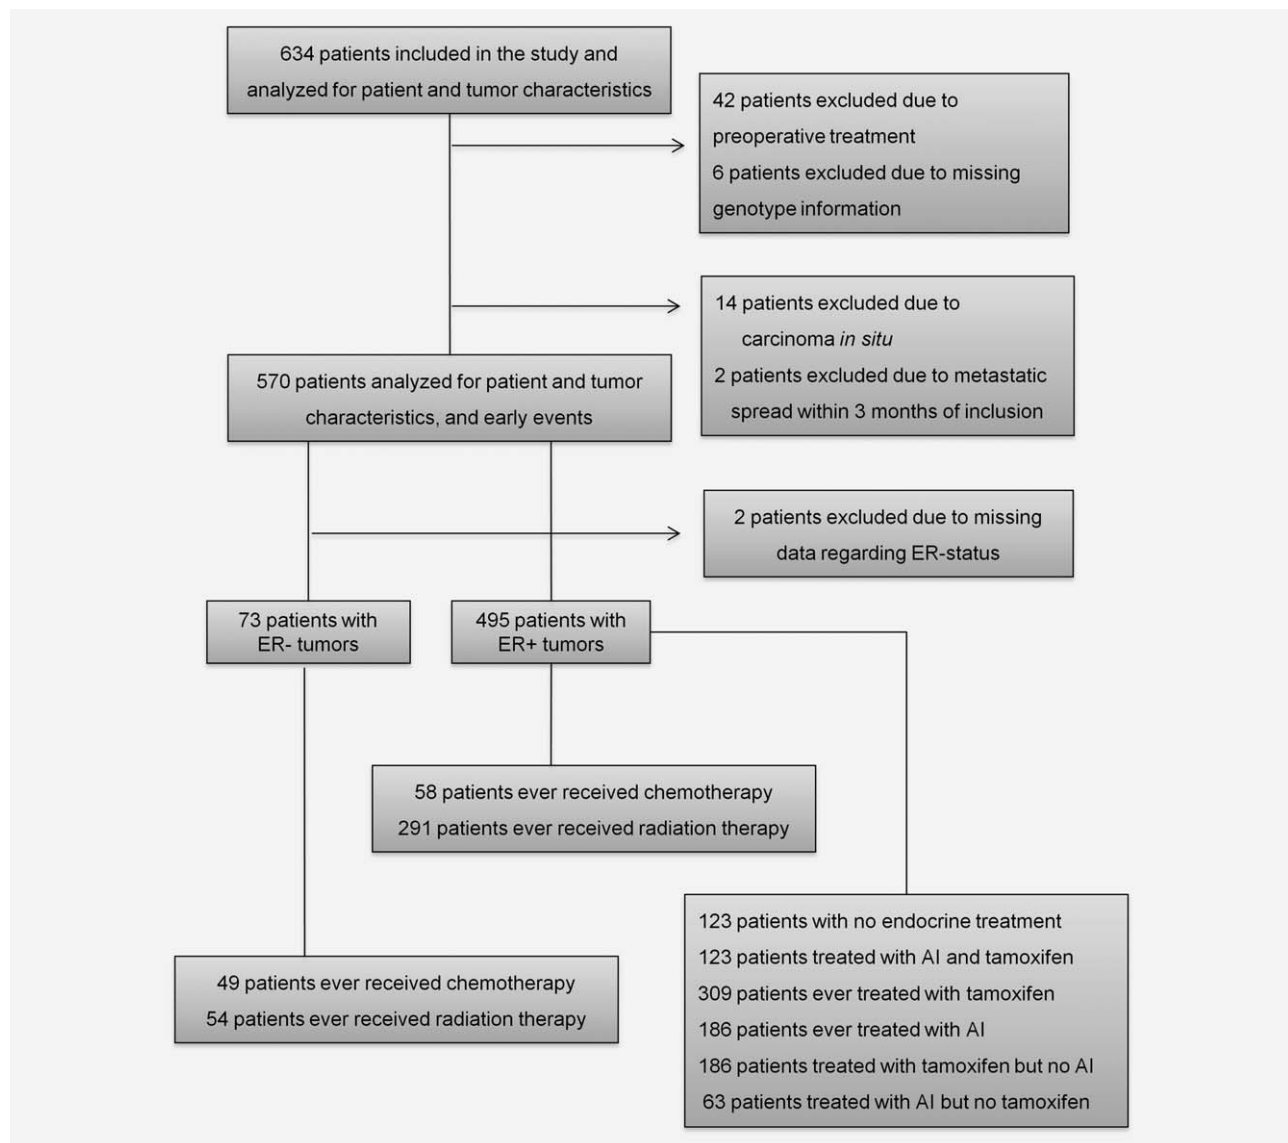 634 patients included in the study and
analyzed for patient and tumor characteristics
42 patients excluded due to
preoperative treatment
6 patients excluded due to missing
genotype information
14 patients excluded due to
carcinoma in situ
2 patients excluded due to metastatic
spread within 3 months of inclusion
570 patients analyzed for patient and tumor
characteristics, and early events
2 patients excluded due to missing
data regarding ER-status
73 patients with
ER- tumors
495 patients with
ER+ tumors
58 patients ever received chemotherapy
291 patients ever received radiation therapy
49 patients ever received chemotherapy
54 patients ever received radiation therapy
123 patients with no endocrine treatment
123 patients treated with AI and tamoxifen
309 patients ever treated with tamoxifen
186 patients ever treated with AI
186 patients treated with tamoxifen but no AI
63 patients treated with AI but no tamoxifen